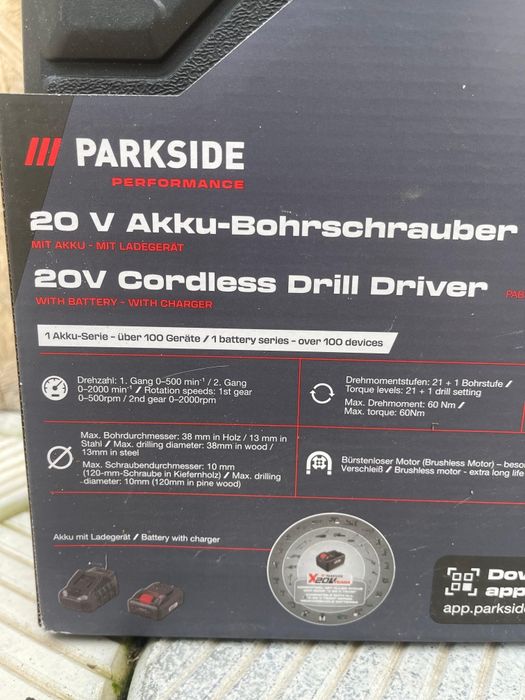 PARKSIDE
PERFORMANCE
20 V Akku-Bohrschrauber
MIT AKKU - MIT LADEGERÄT
20V Cordless Drill Driver
WITH BATTERY - WITH CHARGER
1 Akku-Serie – über 100 Geräte / 1 battery series - over 100 devices
Drehzahl: 1. Gang 0–500 min⁻¹ / 2. Gang
0–2000 min⁻¹ / Rotation speeds: 1st gear
0–500rpm / 2nd gear 0–2000rpm
Drehmomentstufen: 21 + 1 Bohrstufe /
Torque levels: 21 + 1 drill setting
Max. Drehmoment: 60 Nm /
Max. torque: 60Nm
Max. Bohrdurchmesser: 38 mm in Holz / 13 mm in
Stahl / Max. drilling diameter: 38mm in wood /
13mm in steel
Max. Schraubendurchmesser: 10 mm
(120-mm-Schraube in Kiefernholz) / Max. drilling
diameter: 10mm (120mm in pine wood)
Bürstenloser Motor (Brushless Motor) –
Verschleiß / Brushless motor - extra long life
Akku mit Ladegerät / Battery with charger
X20V TEAM
app.parksid